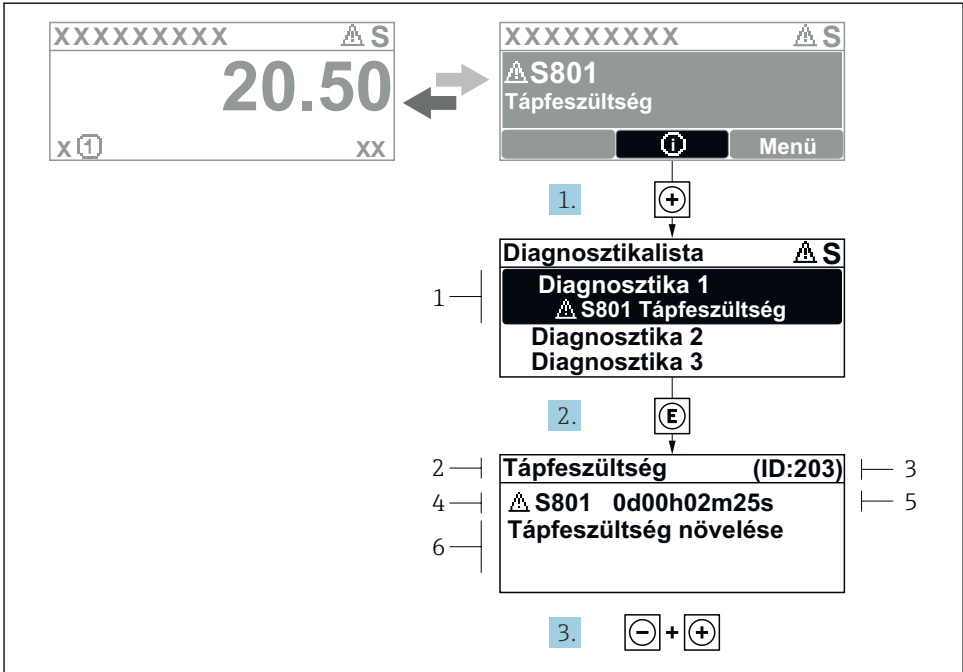 XXXXXXXXX ⚠ S
20.50
x ① xx
XXXXXXXXX ⚠ S
⚠ S801
Tápfeszültség
ⓘ Menü
1. +
Diagnosztikalista ⚠ S
1
Diagnosztika 1
⚠ S801 Tápfeszültség
Diagnosztika 2
Diagnosztika 3
2. E
2 Tápfeszültség (ID:203) 3
4 ⚠ S801 0d00h02m25s 5
6 Tápfeszültség növelése
3. − + +